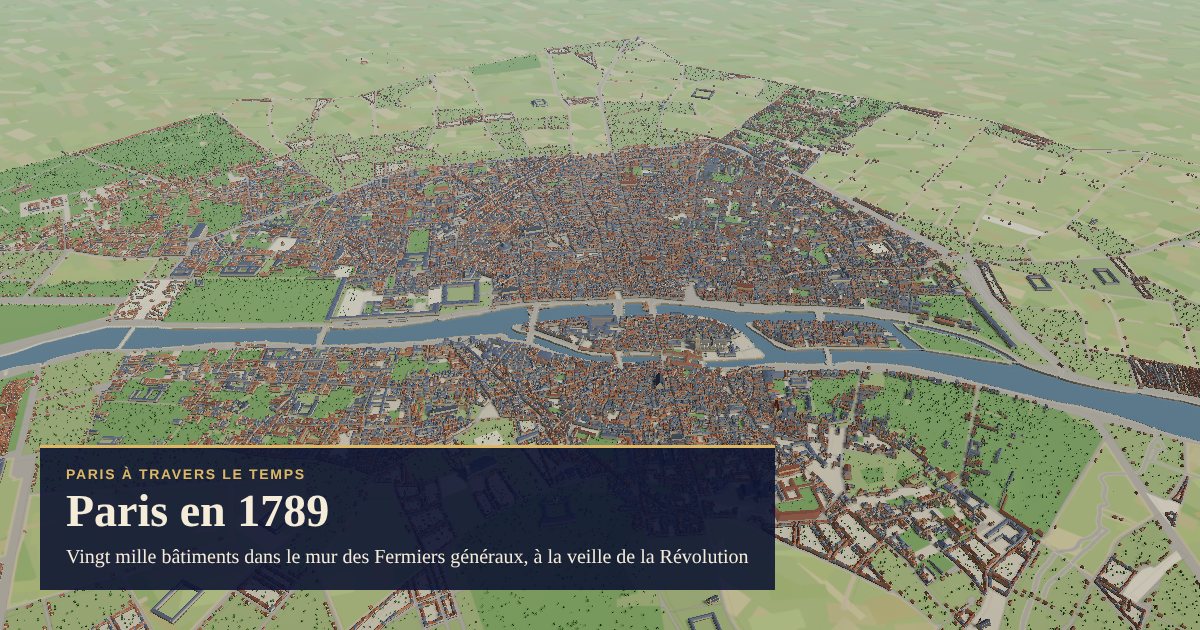 PARIS À TRAVERS LE TEMPS
Paris en 1789
Vingt mille bâtiments dans le mur des Fermiers généraux, à la veille de la Révolution